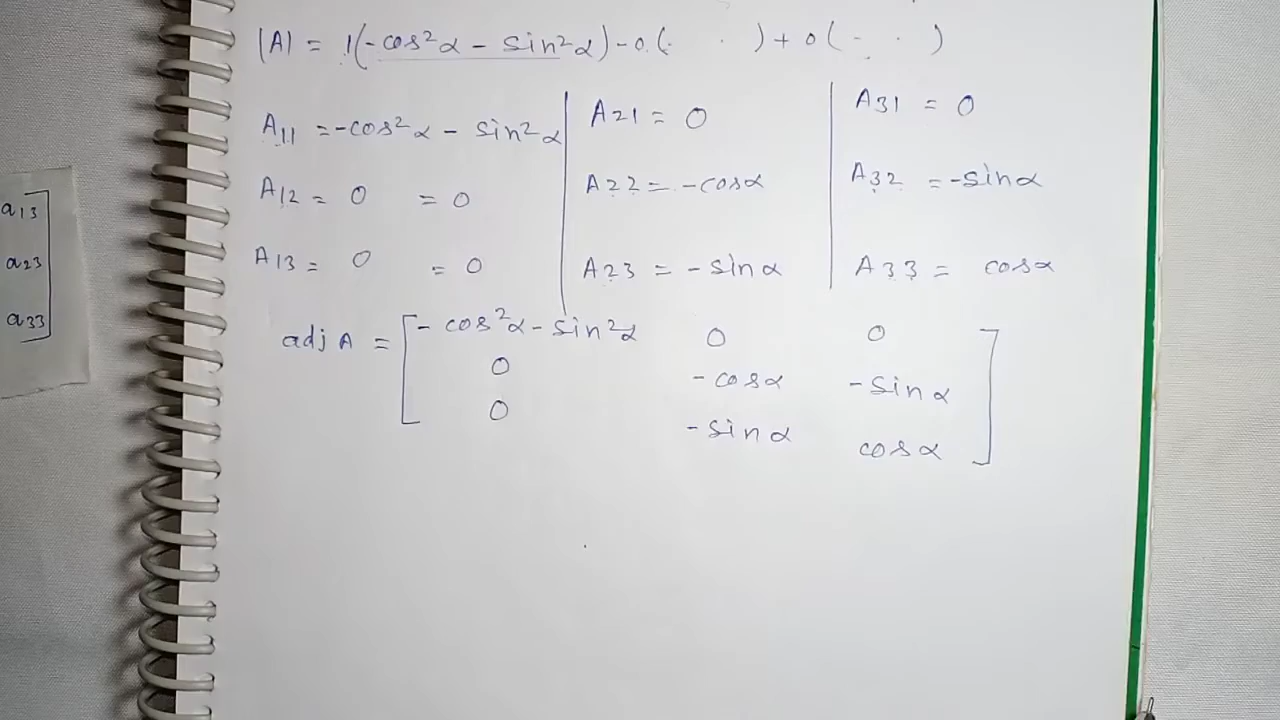 |A| = 1(-cos²α - sin²α) - 0.(. . ) + 0(- . . )
A11 = -cos²α - sin²α
A12 = 0 = 0
A13 = 0 = 0
A21 = 0
A22 = -cosα
A23 = - sinα
A31 = 0
A32 = -sinα
A33 = cosα
a13
a23
a33
adj A = [ - cos²α - sin²α 0 0
0 -cosα -sinα
0 -sinα cosα ]